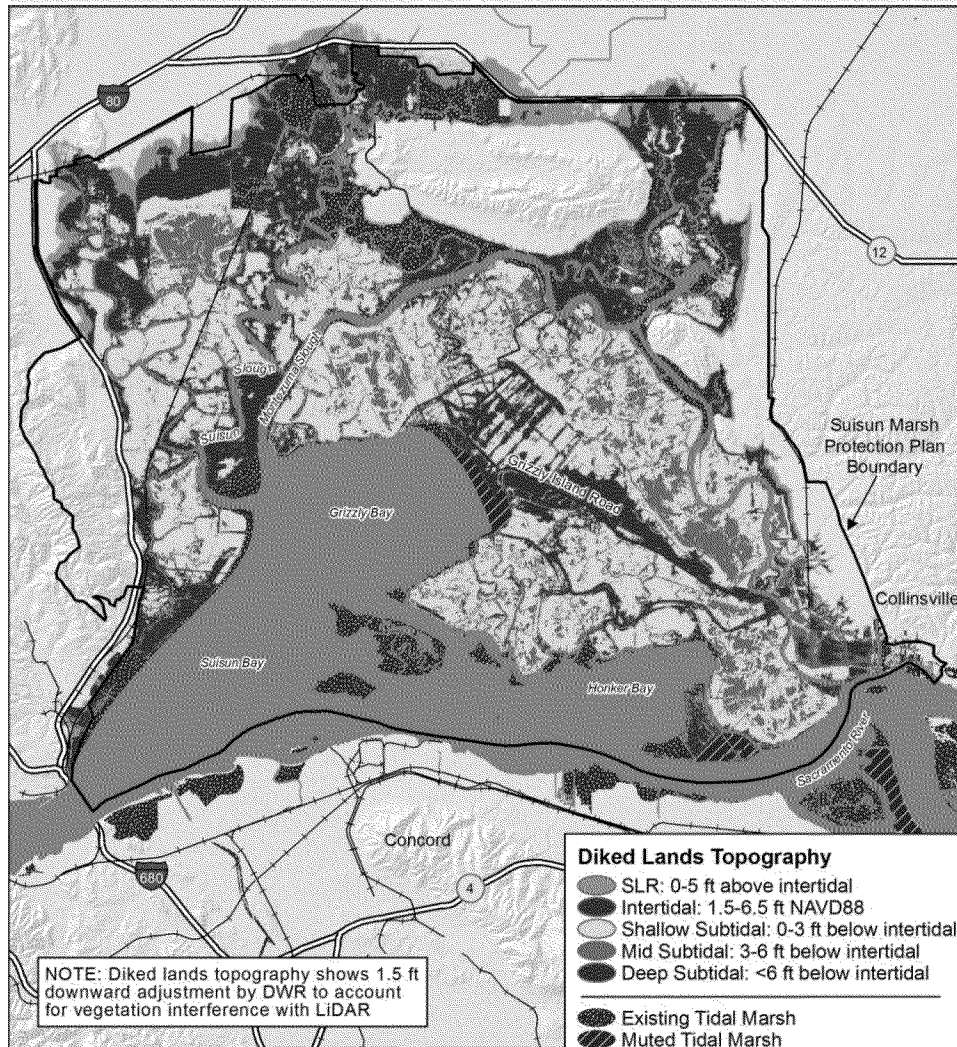 80
12
Slough
Montezuma Slough
Suisun
Suisun Marsh
Protection Plan
Boundary
Grizzly Island Road
Grizzly Bay
Collinsville
Suisun Bay
Honker Bay
Sacramento River
Concord
680
4
NOTE: Diked lands topography shows 1.5 ft
downward adjustment by DWR to account
for vegetation interference with LiDAR
Diked Lands Topography
SLR: 0-5 ft above intertidal
Intertidal: 1.5-6.5 ft NAVD88
Shallow Subtidal: 0-3 ft below intertidal
Mid Subtidal: 3-6 ft below intertidal
Deep Subtidal: <6 ft below intertidal
Existing Tidal Marsh
Muted Tidal Marsh